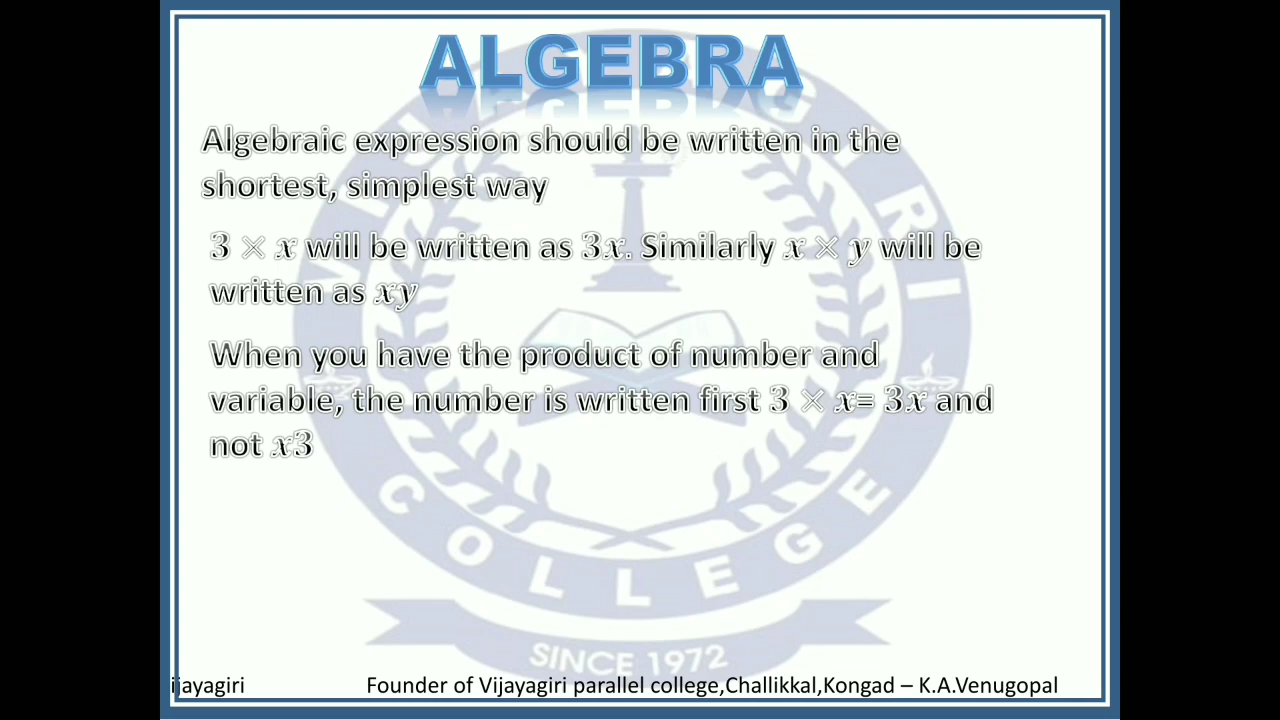 ALGEBRA
Algebraic expression should be written in the
shortest, simplest way
3 × x will be written as 3x. Similarly x × y will be
written as xy
When you have the product of number and
variable, the number is written first 3 × x= 3x and
not x3
COLLEGE
SINCE 1972
ijayagiri Founder of Vijayagiri parallel college,Challikkal,Kongad – K.A.Venugopal